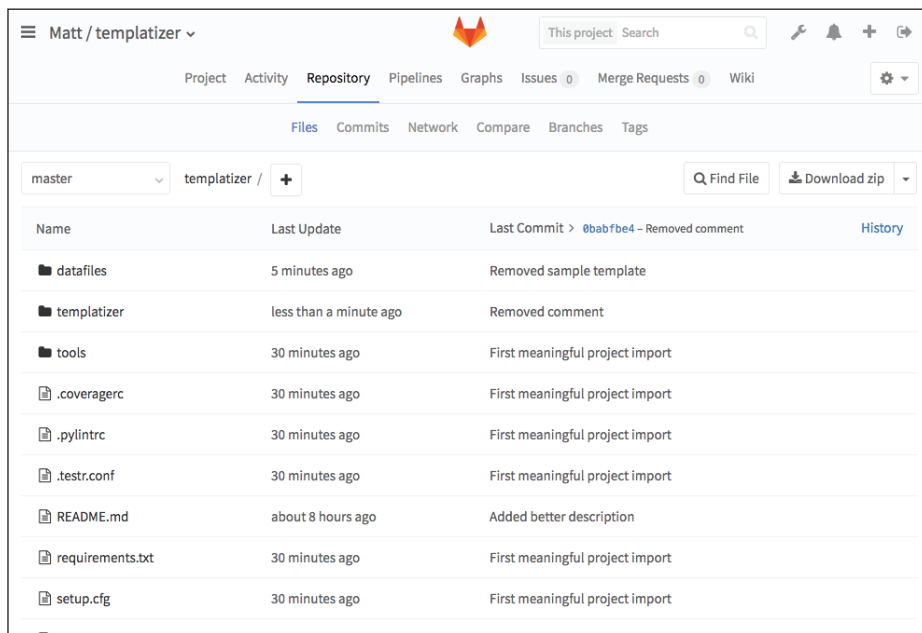 Matt / templatizer
This project Search
Project Activity Repository Pipelines Graphs Issues 0 Merge Requests 0 Wiki
Files Commits Network Compare Branches Tags
master templatizer / + Find File Download zip
Name Last Update Last Commit > 0babfbe4 – Removed comment History
datafiles 5 minutes ago Removed sample template
templatizer less than a minute ago Removed comment
tools 30 minutes ago First meaningful project import
.coveragerc 30 minutes ago First meaningful project import
.pylintrc 30 minutes ago First meaningful project import
.testr.conf 30 minutes ago First meaningful project import
README.md about 8 hours ago Added better description
requirements.txt 30 minutes ago First meaningful project import
setup.cfg 30 minutes ago First meaningful project import